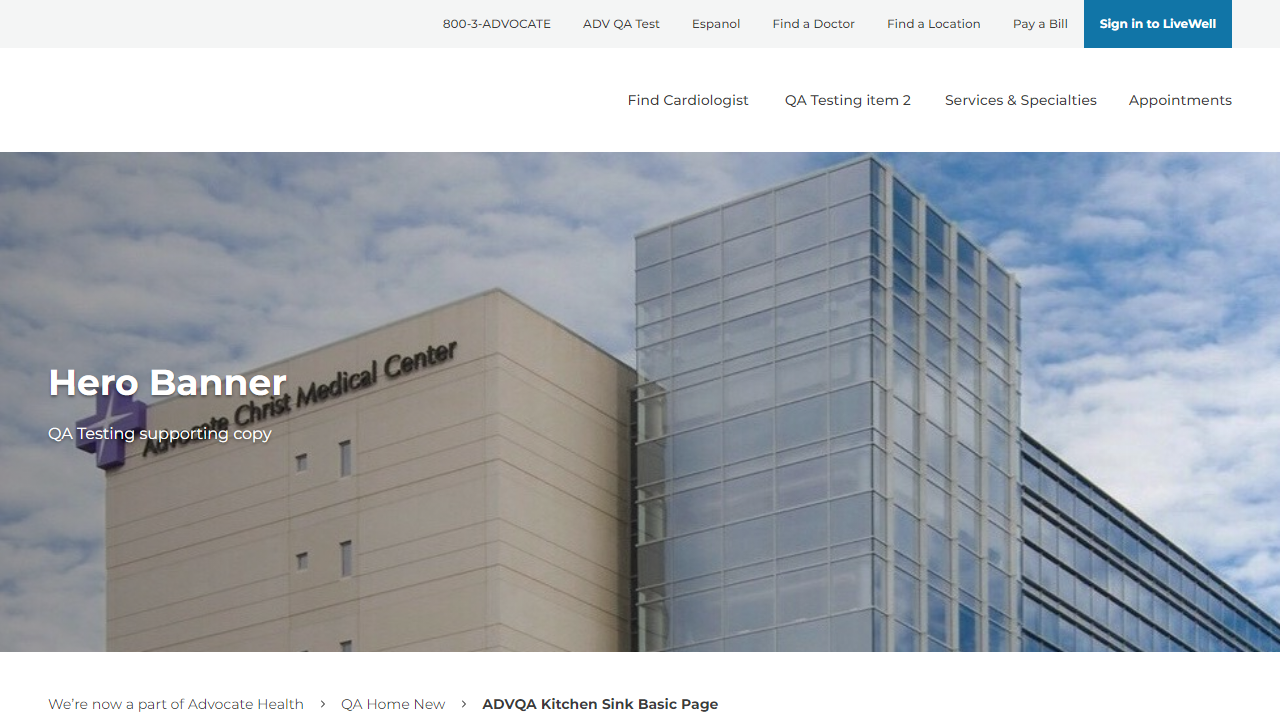 800-3-ADVOCATE ADV QA Test Espanol Find a Doctor Find a Location Pay a Bill Sign in to LiveWell
Find Cardiologist QA Testing item 2 Services & Specialties Appointments
Advocate Christ Medical Center
Hero Banner
QA Testing supporting copy
We’re now a part of Advocate Health › QA Home New › ADVQA Kitchen Sink Basic Page